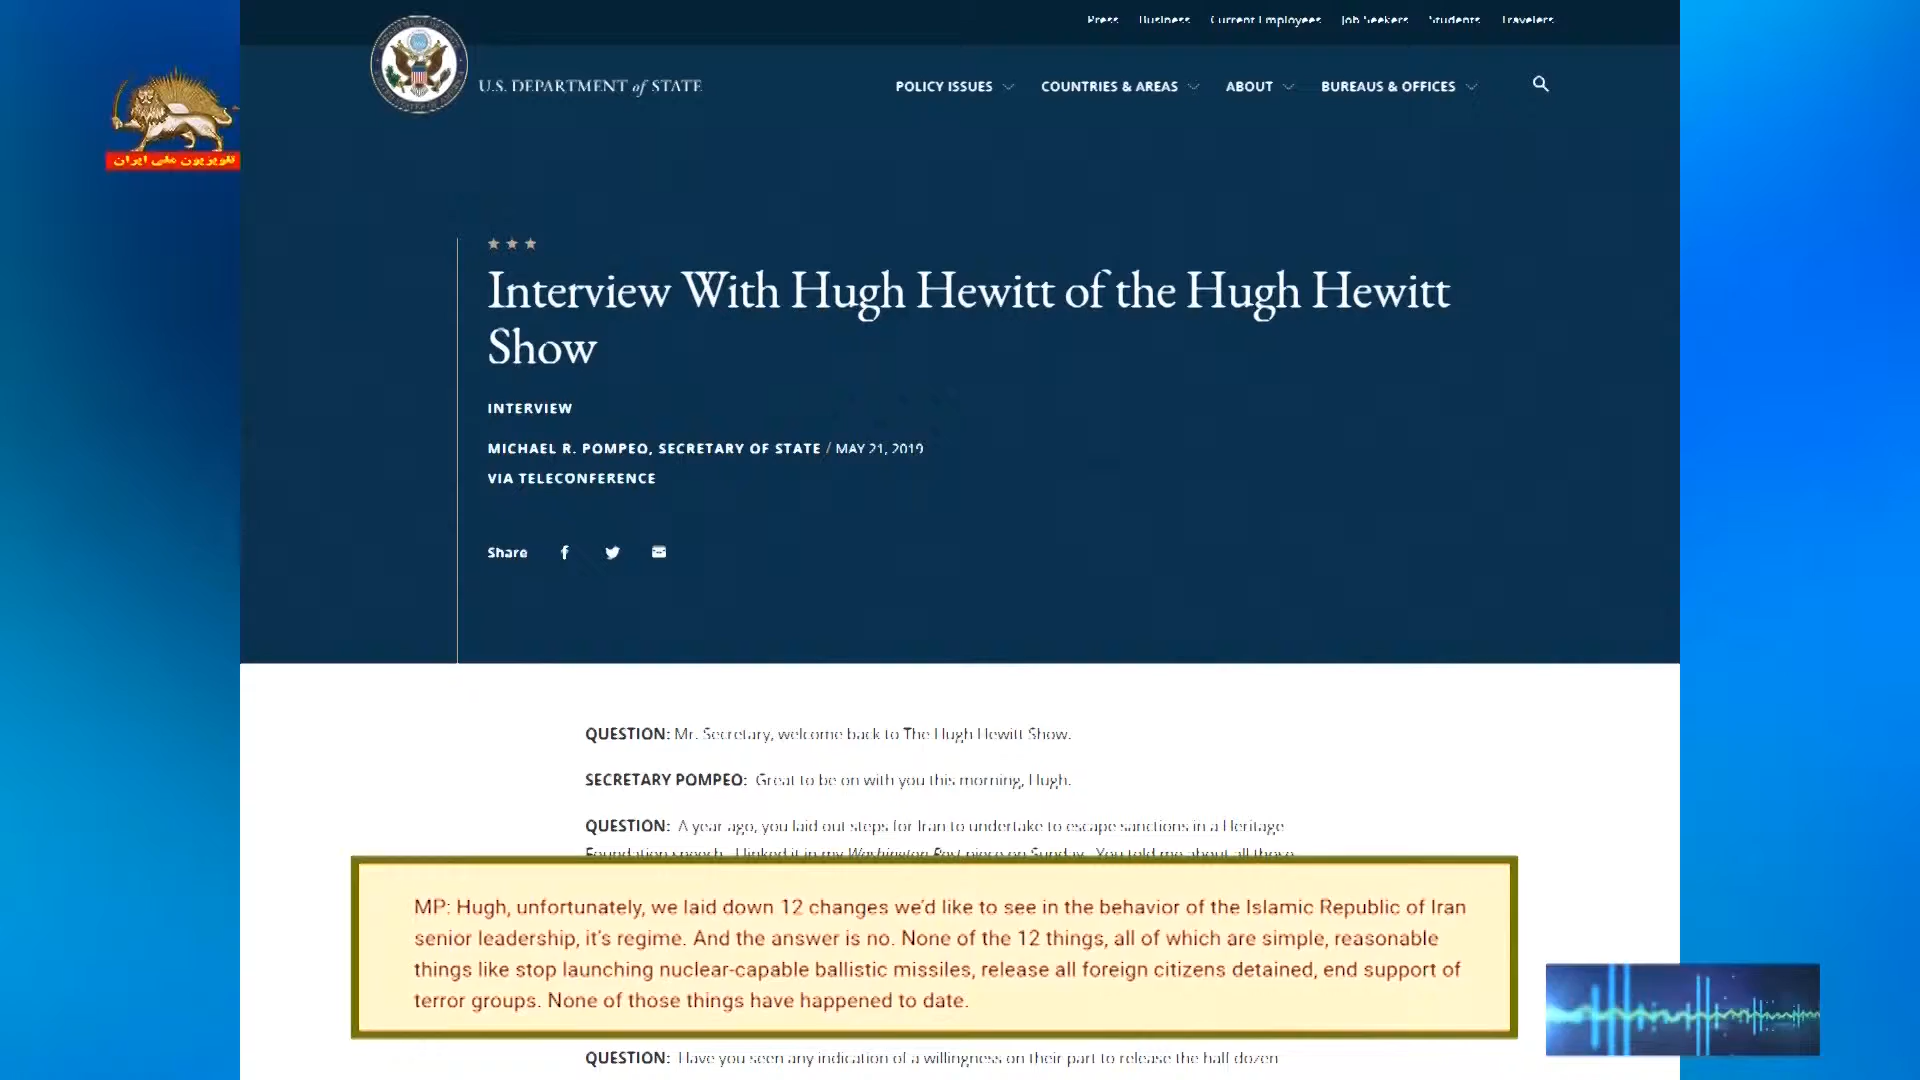 Press Business Current Employees Job Seekers Students Travelers
U.S. DEPARTMENT of STATE
POLICY ISSUES COUNTRIES & AREAS ABOUT BUREAUS & OFFICES
تلویزیون ملی ایران
Interview With Hugh Hewitt of the Hugh Hewitt
Show
INTERVIEW
MICHAEL R. POMPEO, SECRETARY OF STATE / MAY 21, 2019
VIA TELECONFERENCE
Share
QUESTION: Mr. Secretary, welcome back to The Hugh Hewitt Show.
SECRETARY POMPEO: Great to be on with you this morning, Hugh.
QUESTION: A year ago, you laid out steps for Iran to undertake to escape sanctions in a Heritage
Foundation speech. I linked it in my Washington Post piece on Sunday. You told me about all those
MP: Hugh, unfortunately, we laid down 12 changes we'd like to see in the behavior of the Islamic Republic of Iran
senior leadership, it's regime. And the answer is no. None of the 12 things, all of which are simple, reasonable
things like stop launching nuclear-capable ballistic missiles, release all foreign citizens detained, end support of
terror groups. None of those things have happened to date.
QUESTION: Have you seen any indication of a willingness on their part to release the half dozen